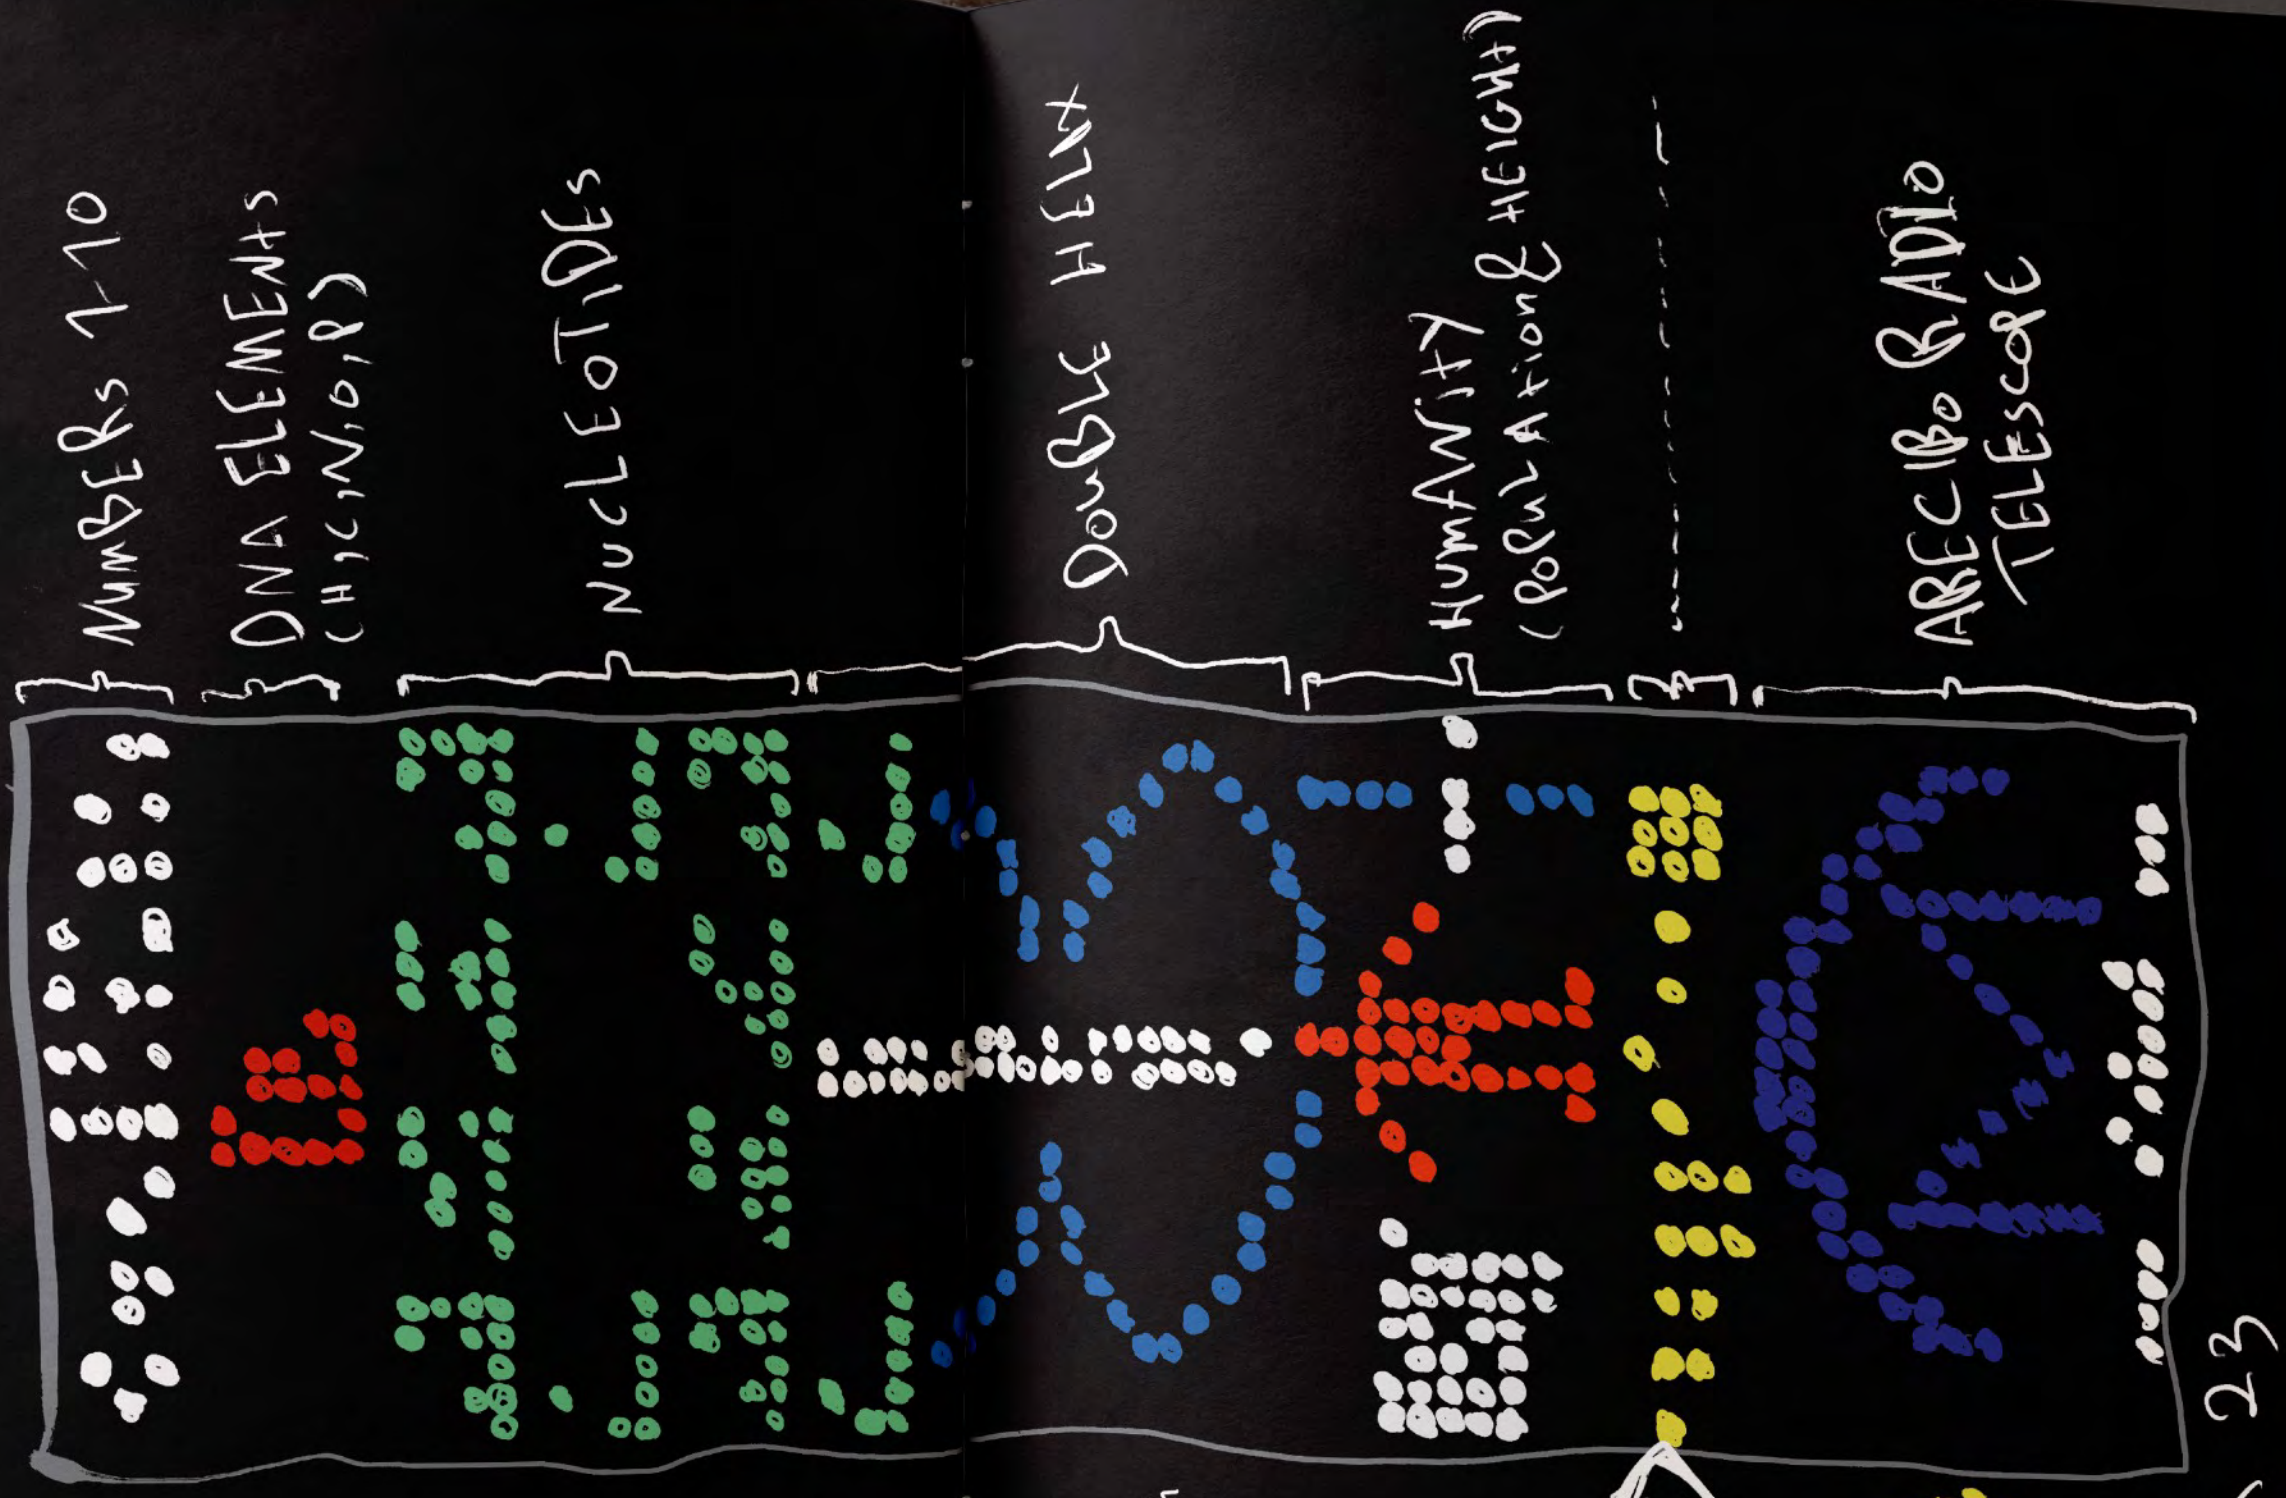 NUMBERS 1-10
DNA ELEMENTS
(H,C,N,O,P)
NUCLEOTIDEs
DOUBLE HELIX
HUMANITY
(POPULATION & HEIGHT)
ARECIBO RADIO
TELESCOPE
23